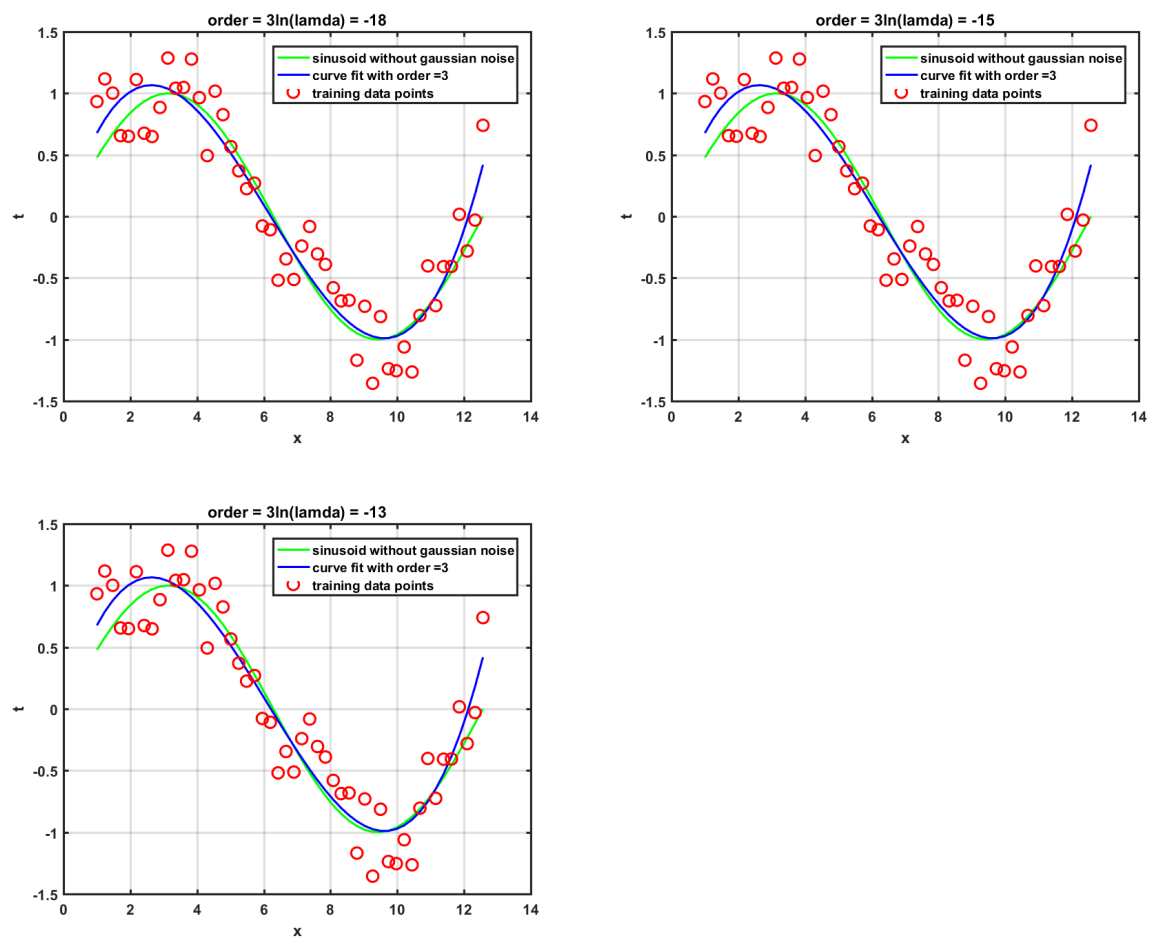 order = 3ln(lamda) = -18
1.5
1
0.5
0
-0.5
-1
-1.5
t
0 2 4 6 8 10 12 14
x
sinusoid without gaussian noise
curve fit with order =3
training data points
order = 3ln(lamda) = -15
1.5
1
0.5
0
-0.5
-1
-1.5
t
0 2 4 6 8 10 12 14
x
sinusoid without gaussian noise
curve fit with order =3
training data points
order = 3ln(lamda) = -13
1.5
1
0.5
0
-0.5
-1
-1.5
t
0 2 4 6 8 10 12 14
x
sinusoid without gaussian noise
curve fit with order =3
training data points